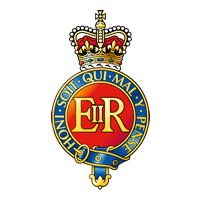 HONI · SOIT · QUI · MAL · Y · PENSE
EIIR